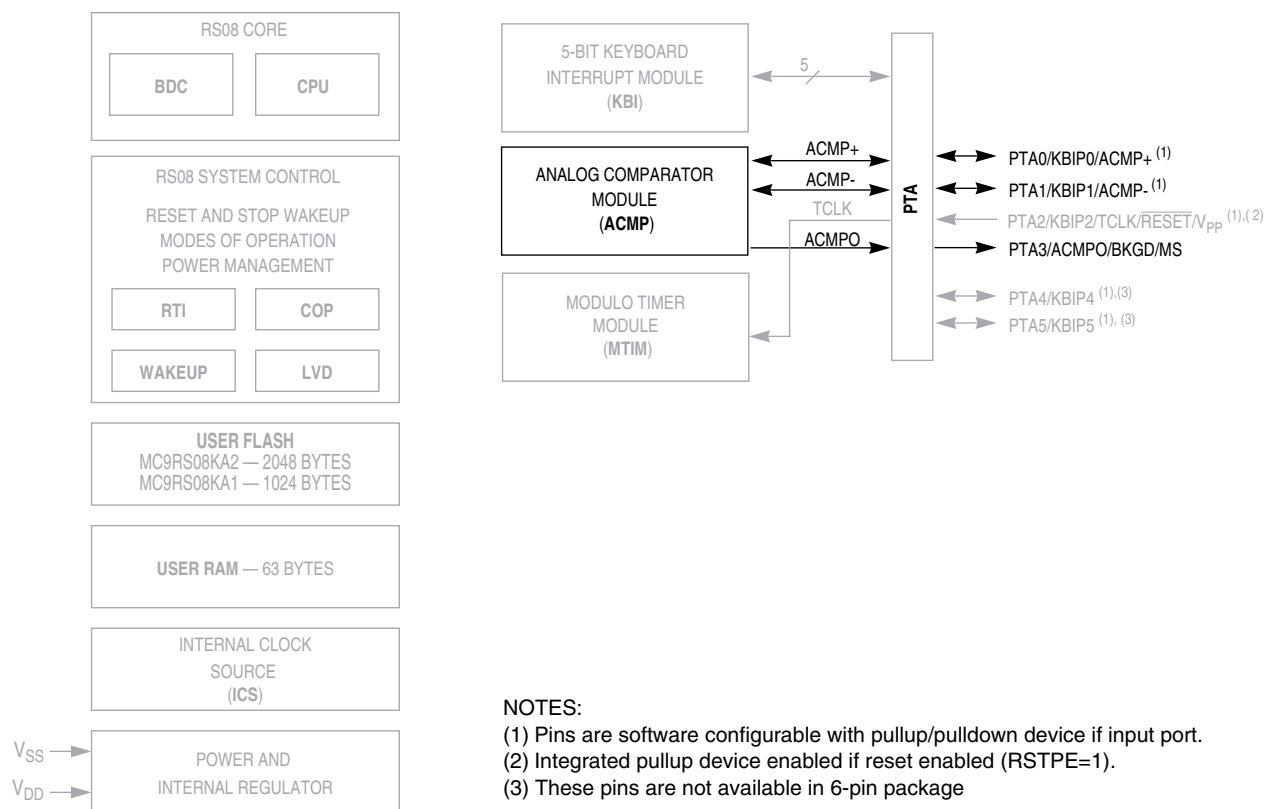 RS08 CORE
BDC
CPU
RS08 SYSTEM CONTROL
RESET AND STOP WAKEUP
MODES OF OPERATION
POWER MANAGEMENT
RTI
COP
WAKEUP
LVD
USER FLASH
MC9RS08KA2 — 2048 BYTES
MC9RS08KA1 — 1024 BYTES
USER RAM — 63 BYTES
INTERNAL CLOCK
SOURCE
(ICS)
VSS
VDD
POWER AND
INTERNAL REGULATOR
5-BIT KEYBOARD
INTERRUPT MODULE
(KBI)
5
ANALOG COMPARATOR
MODULE
(ACMP)
ACMP+
ACMP-
TCLK
ACMPO
MODULO TIMER
MODULE
(MTIM)
PTA
PTA0/KBIP0/ACMP+ (1)
PTA1/KBIP1/ACMP- (1)
PTA2/KBIP2/TCLK/RESET/VPP (1),( 2)
PTA3/ACMPO/BKGD/MS
PTA4/KBIP4 (1),(3)
PTA5/KBIP5 (1), (3)
NOTES:
(1) Pins are software configurable with pullup/pulldown device if input port.
(2) Integrated pullup device enabled if reset enabled (RSTPE=1).
(3) These pins are not available in 6-pin package